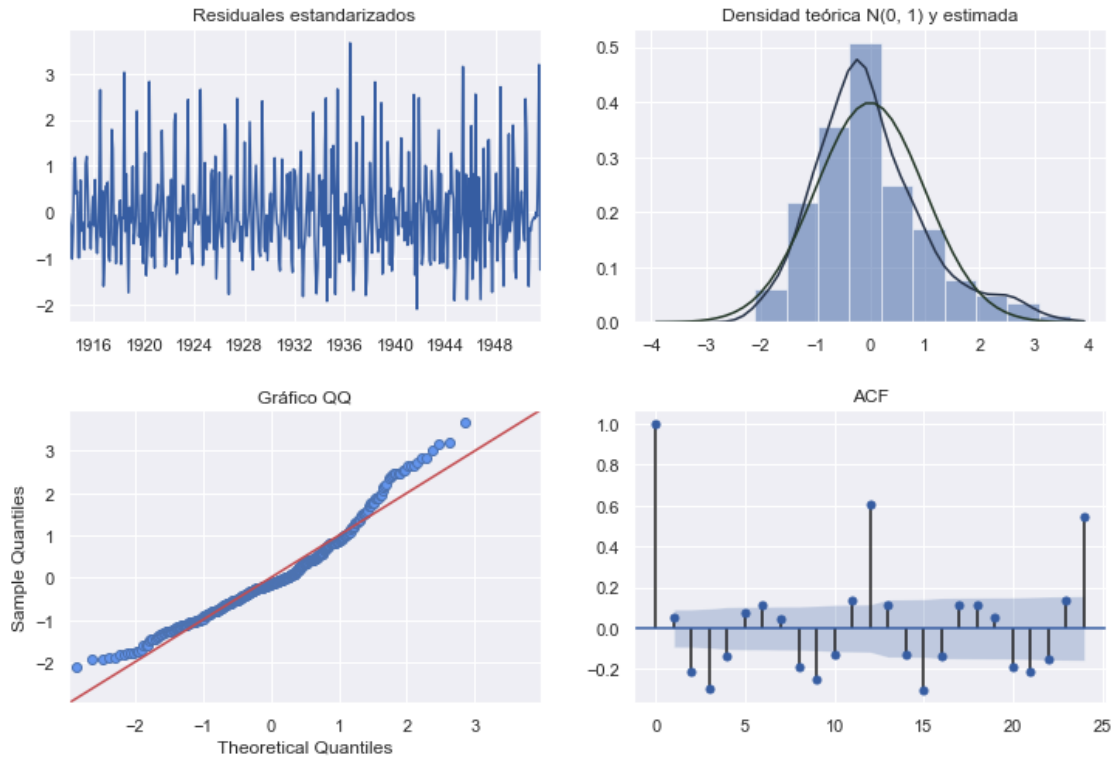 Residuales estandarizados
3
2
1
0
−1
−2
1916 1920 1924 1928 1932 1936 1940 1944 1948
Densidad teórica N(0, 1) y estimada
0.5
0.4
0.3
0.2
0.1
0.0
−4 −3 −2 −1 0 1 2 3 4
Gráfico QQ
Sample Quantiles
3
2
1
0
−1
−2
−2 −1 0 1 2 3
Theoretical Quantiles
ACF
1.0
0.8
0.6
0.4
0.2
0.0
−0.2
0 5 10 15 20 25